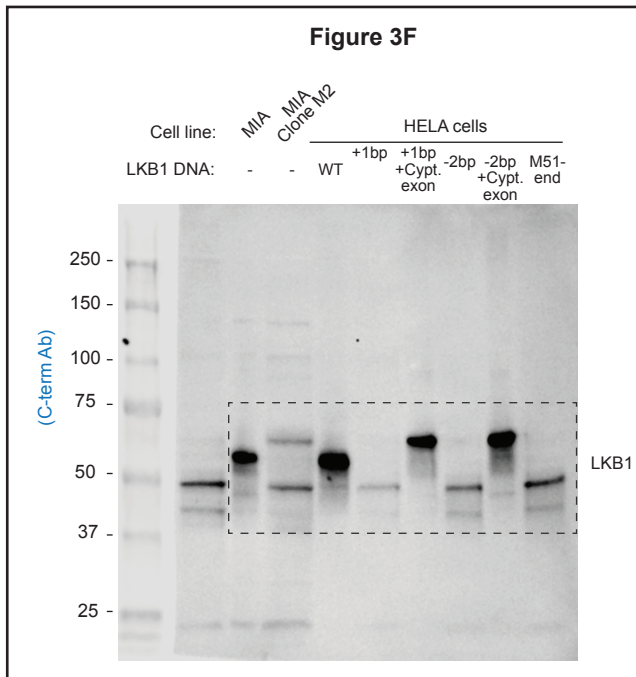 Figure 3F
Cell line: MIA MIA Clone M2 HELA cells
LKB1 DNA: - - WT +1bp +1bp +Cypt. exon -2bp -2bp +Cypt. exon M51-end
250 -
150 -
100 -
75 -
50 -
37 -
25 -
(C-term Ab)
LKB1